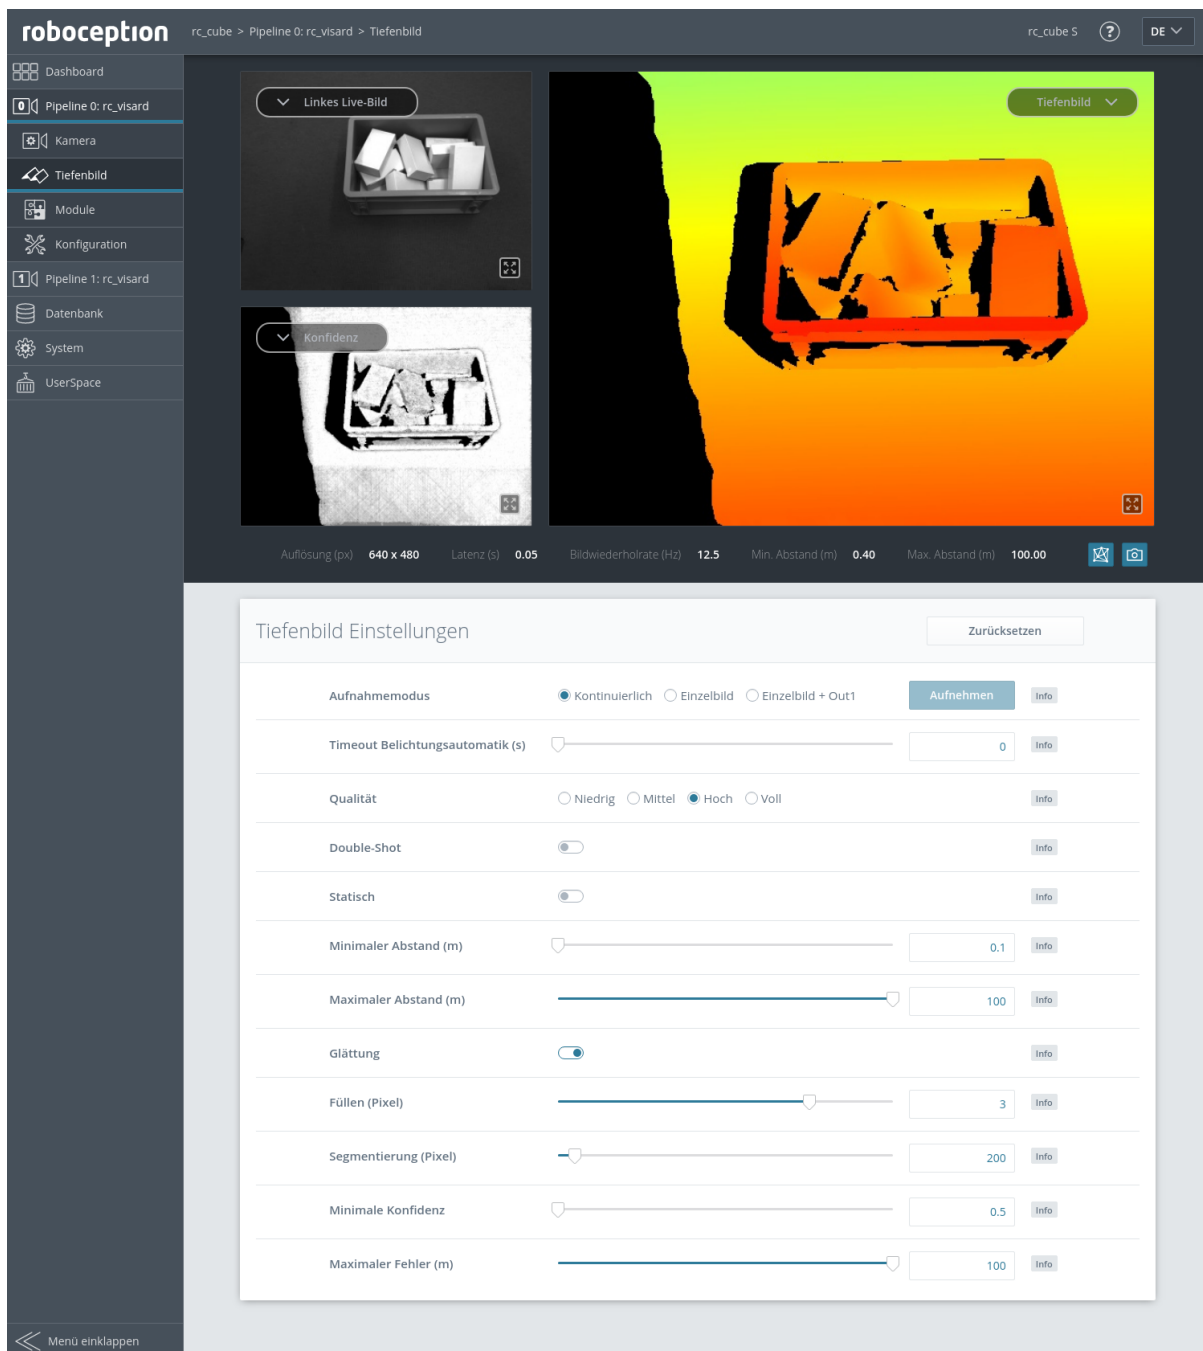 roboception
rc_cube > Pipeline 0: rc_visard > Tiefenbild
rc_cube S ? DE
Dashboard
0 Pipeline 0: rc_visard
Kamera
Tiefenbild
Module
Konfiguration
1 Pipeline 1: rc_visard
Datenbank
System
UserSpace
Menü einklappen
Linkes Live-Bild
Tiefenbild
Konfidenz
Auflösung (px) 640 x 480 Latenz (s) 0.05 Bildwiederholrate (Hz) 12.5 Min. Abstand (m) 0.40 Max. Abstand (m) 100.00
Tiefenbild Einstellungen Zurücksetzen
Aufnahmemodus Kontinuierlich Einzelbild Einzelbild + Out1 Aufnehmen Info
Timeout Belichtungsautomatik (s) 0 Info
Qualität Niedrig Mittel Hoch Voll Info
Double-Shot Info
Statisch Info
Minimaler Abstand (m) 0.1 Info
Maximaler Abstand (m) 100 Info
Glättung Info
Füllen (Pixel) 3 Info
Segmentierung (Pixel) 200 Info
Minimale Konfidenz 0.5 Info
Maximaler Fehler (m) 100 Info